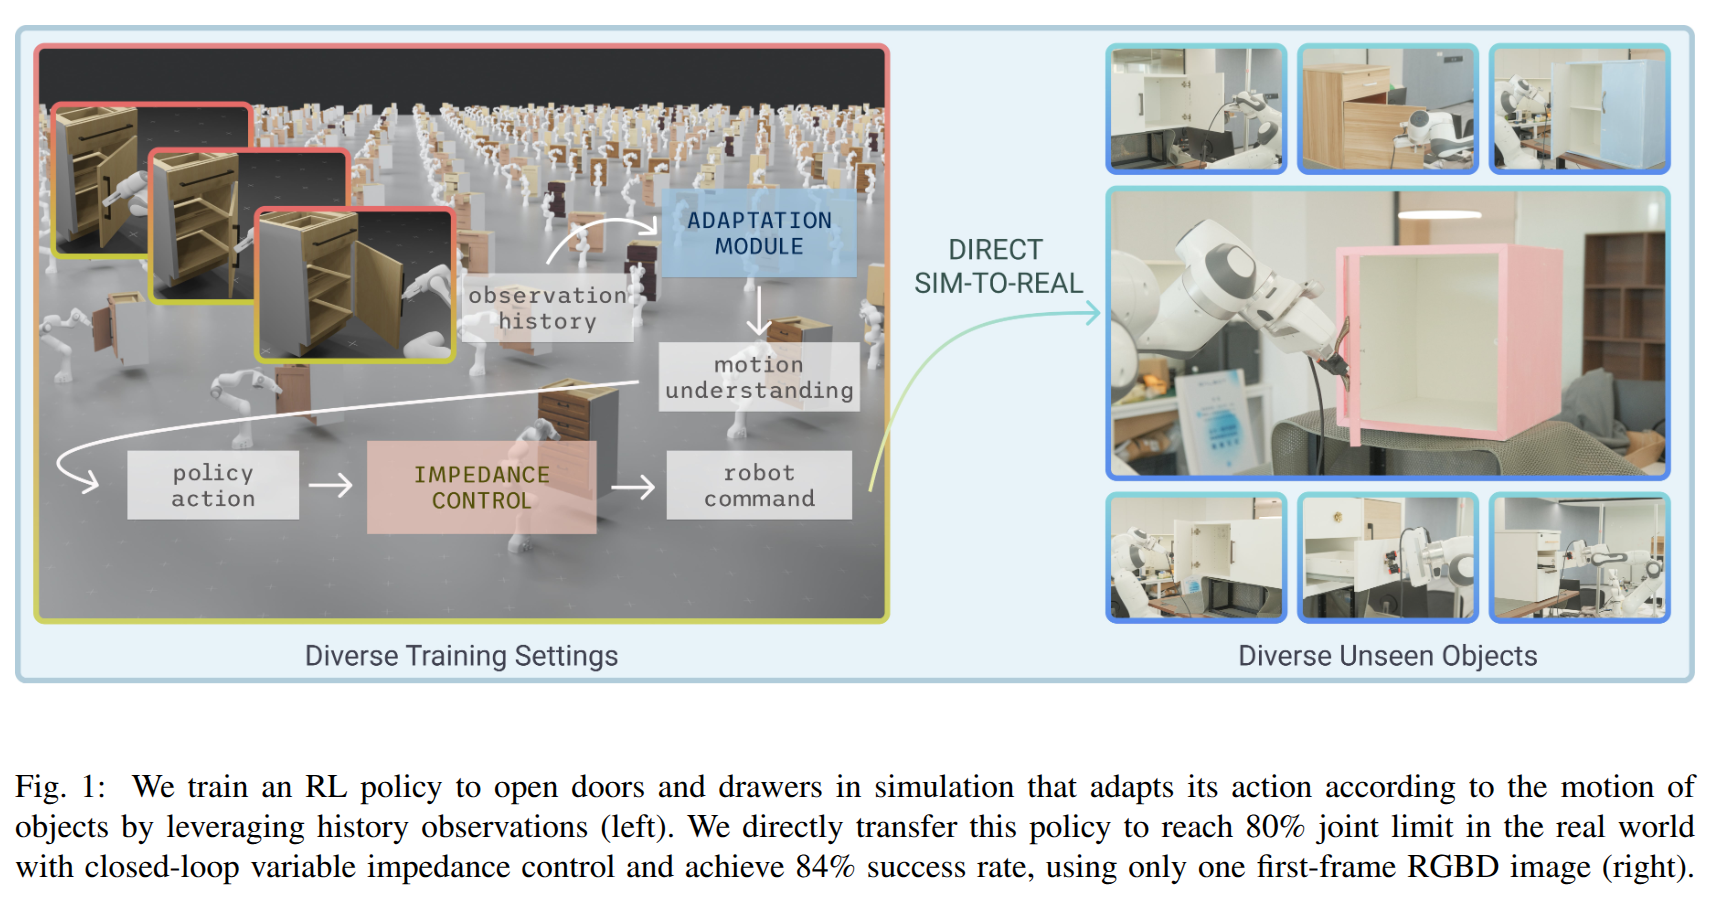 ADAPTATION
MODULE
observation
history
motion
understanding
policy
action
IMPEDANCE
CONTROL
robot
command
DIRECT
SIM-TO-REAL
Diverse Training Settings
Diverse Unseen Objects
Fig. 1: We train an RL policy to open doors and drawers in simulation that adapts its action according to the motion of
objects by leveraging history observations (left). We directly transfer this policy to reach 80% joint limit in the real world
with closed-loop variable impedance control and achieve 84% success rate, using only one first-frame RGBD image (right).